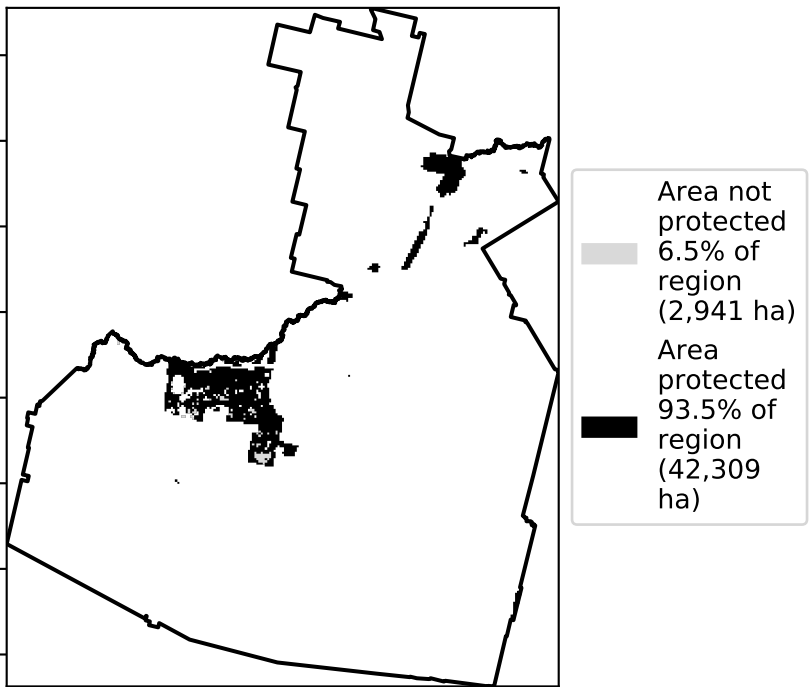 Area not
protected
6.5% of
region
(2,941 ha)
Area
protected
93.5% of
region
(42,309
ha)